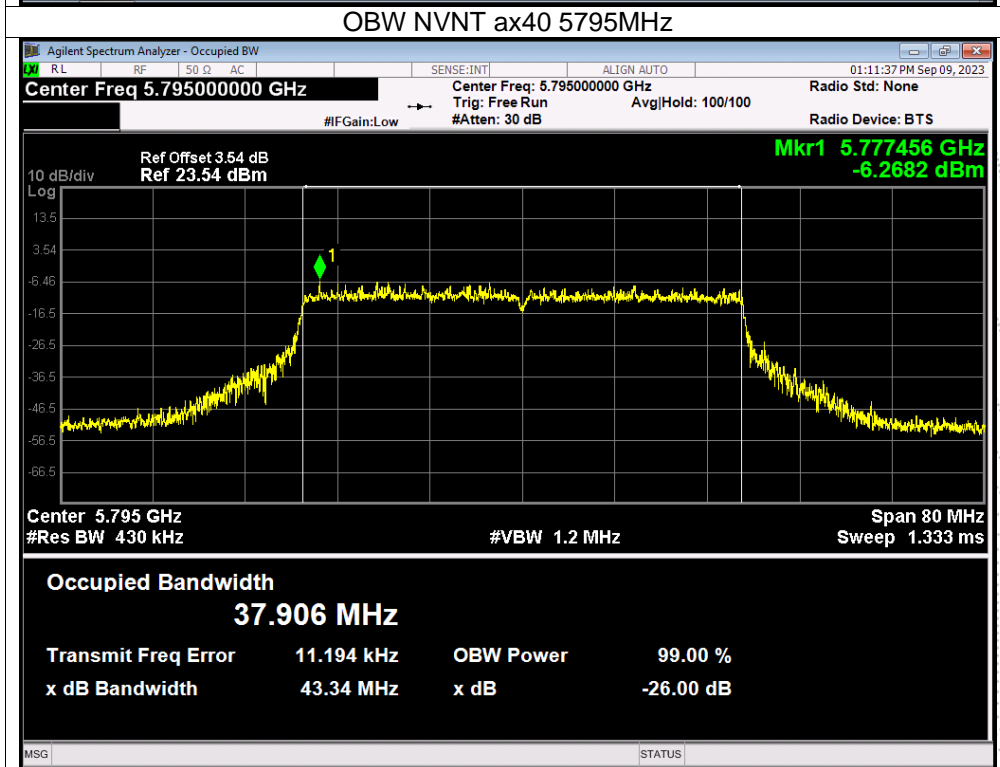 OBW NVNT ax40 5795MHz
Agilent Spectrum Analyzer - Occupied BW
LXI RL RF 50 Ω AC SENSE:INT ALIGN AUTO 01:11:37 PM Sep 09, 2023
Center Freq 5.795000000 GHz Center Freq: 5.795000000 GHz Radio Std: None
Trig: Free Run Avg|Hold: 100/100
#IFGain:Low #Atten: 30 dB Radio Device: BTS
Mkr1 5.777456 GHz
-6.2682 dBm
Ref Offset 3.54 dB
10 dB/div Ref 23.54 dBm
Log
13.5
3.54
1
-6.46
-16.5
-26.5
-36.5
-46.5
-56.5
-66.5
Center 5.795 GHz Span 80 MHz
#Res BW 430 kHz #VBW 1.2 MHz Sweep 1.333 ms
Occupied Bandwidth
37.906 MHz
Transmit Freq Error 11.194 kHz OBW Power 99.00 %
x dB Bandwidth 43.34 MHz x dB -26.00 dB
MSG STATUS